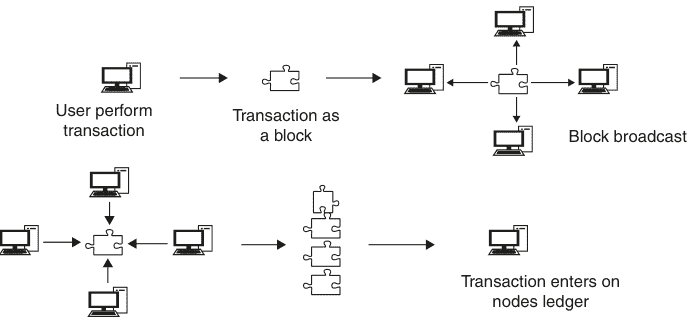 User perform
transaction
Transaction as
a block
Block broadcast
Transaction enters on
nodes ledger